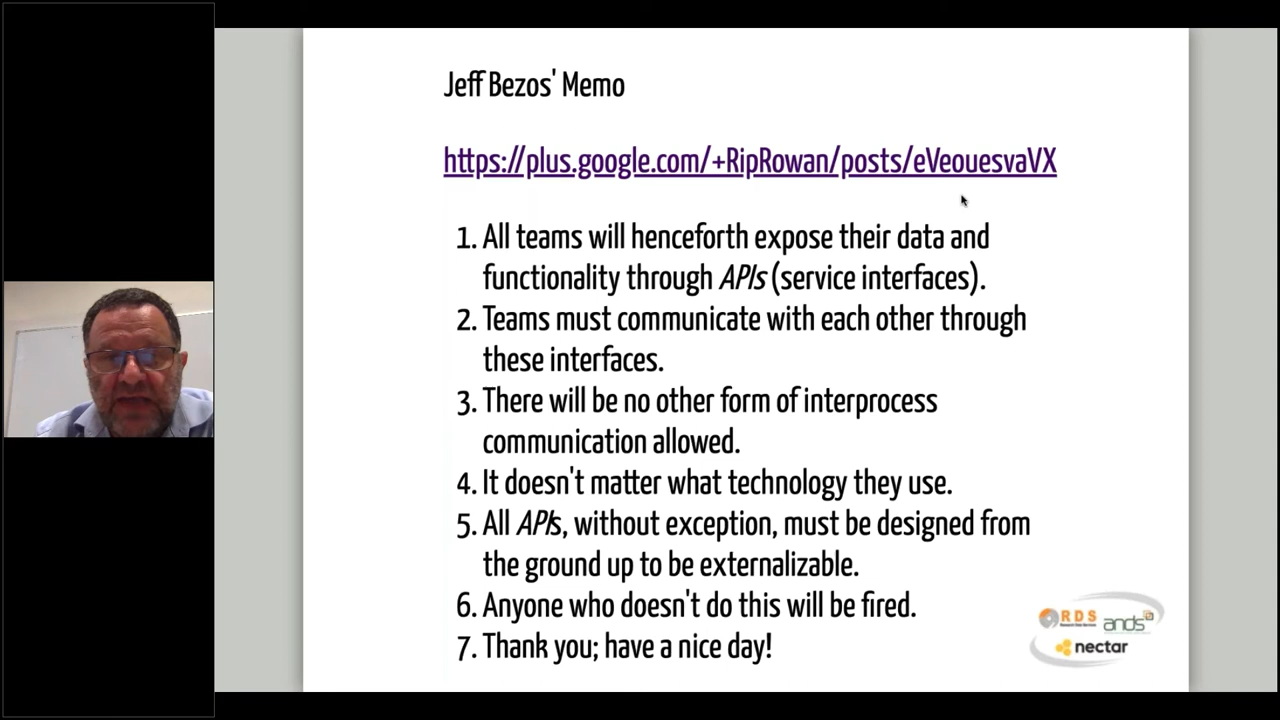 Jeff Bezos' Memo
https://plus.google.com/+RipRowan/posts/eVeouesvaVX
1. All teams will henceforth expose their data and
functionality through APIs (service interfaces).
2. Teams must communicate with each other through
these interfaces.
3. There will be no other form of interprocess
communication allowed.
4. It doesn't matter what technology they use.
5. All APIs, without exception, must be designed from
the ground up to be externalizable.
6. Anyone who doesn't do this will be fired.
7. Thank you; have a nice day!
RDS
ands
nectar